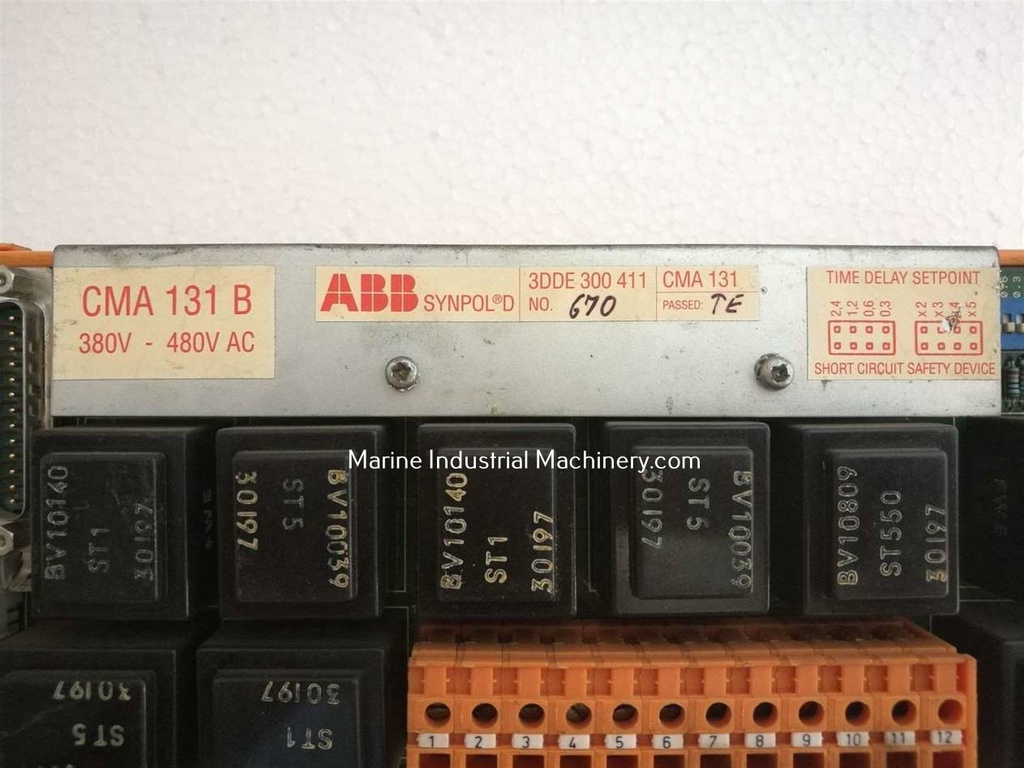 CMA 131 B
380V - 480V AC
ABB SYNPOL®D
3DDE 300 411
CMA 131
NO. 670
PASSED: TE
TIME DELAY SETPOINT
2,4 1,2 0,6 0,3
x2 x3 x4 x5
SHORT CIRCUIT SAFETY DEVICE
Marine Industrial Machinery.com
BV10140
ST1
30197
BV10039
ST5
30197
BV10140
ST1
30197
BV10039
ST5
30197
BV10809
ST550
30197
30197
ST5
30197
ST1
1 2 3 4 5 6 7 8 9 10 11 12